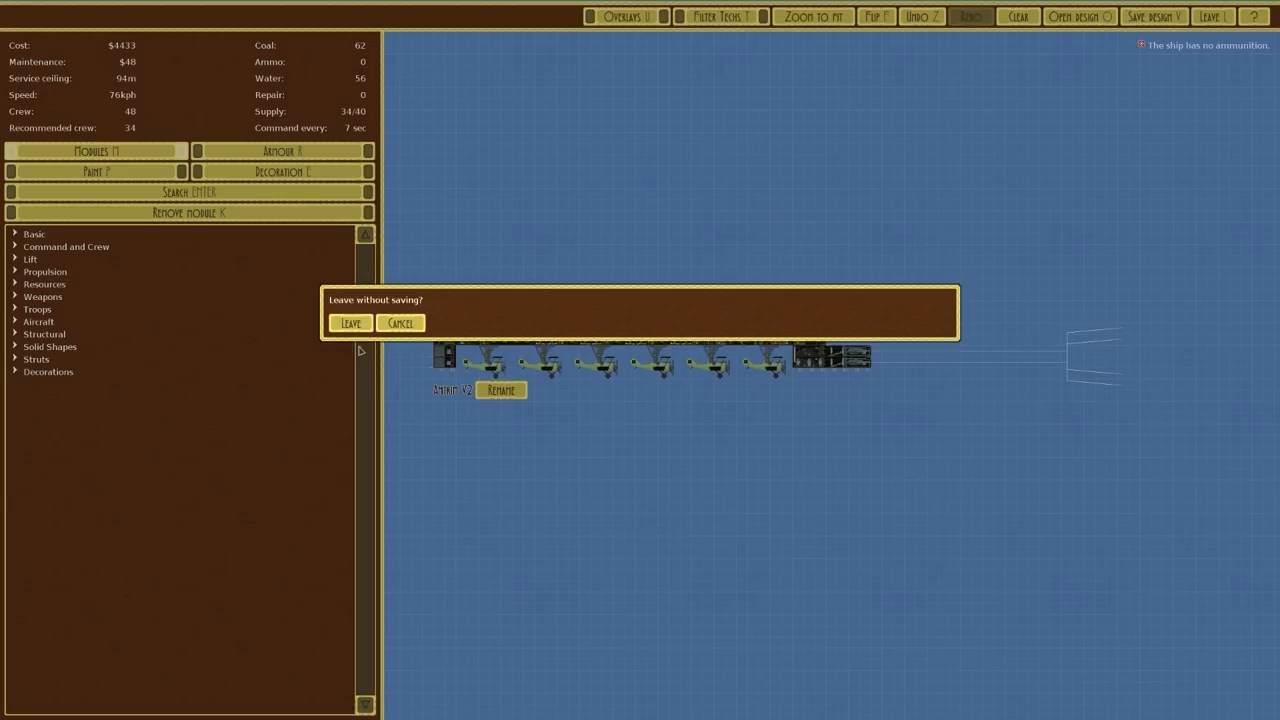 OVERLAYS U FILTER TECHS T ZOOM TO FIT FLIP F UNDO Z REDO CLEAR OPEN DESIGN O SAVE DESIGN V LEAVE L ?
Cost: $4433 Coal: 62
Maintenance: $48 Ammo: 0
Service ceiling: 94m Water: 56
Speed: 76kph Repair: 0
Crew: 48 Supply: 34/40
Recommended crew: 34 Command every: 7 sec
The ship has no ammunition.
MODULES M ARMOUR R
PAINT P DECORATION E
SEARCH ENTER
REMOVE MODULE K
Basic
Command and Crew
Lift
Propulsion
Resources
Weapons
Troops
Aircraft
Structural
Solid Shapes
Struts
Decorations
Leave without saving?
LEAVE CANCEL
ANTRIM V2 RENAME